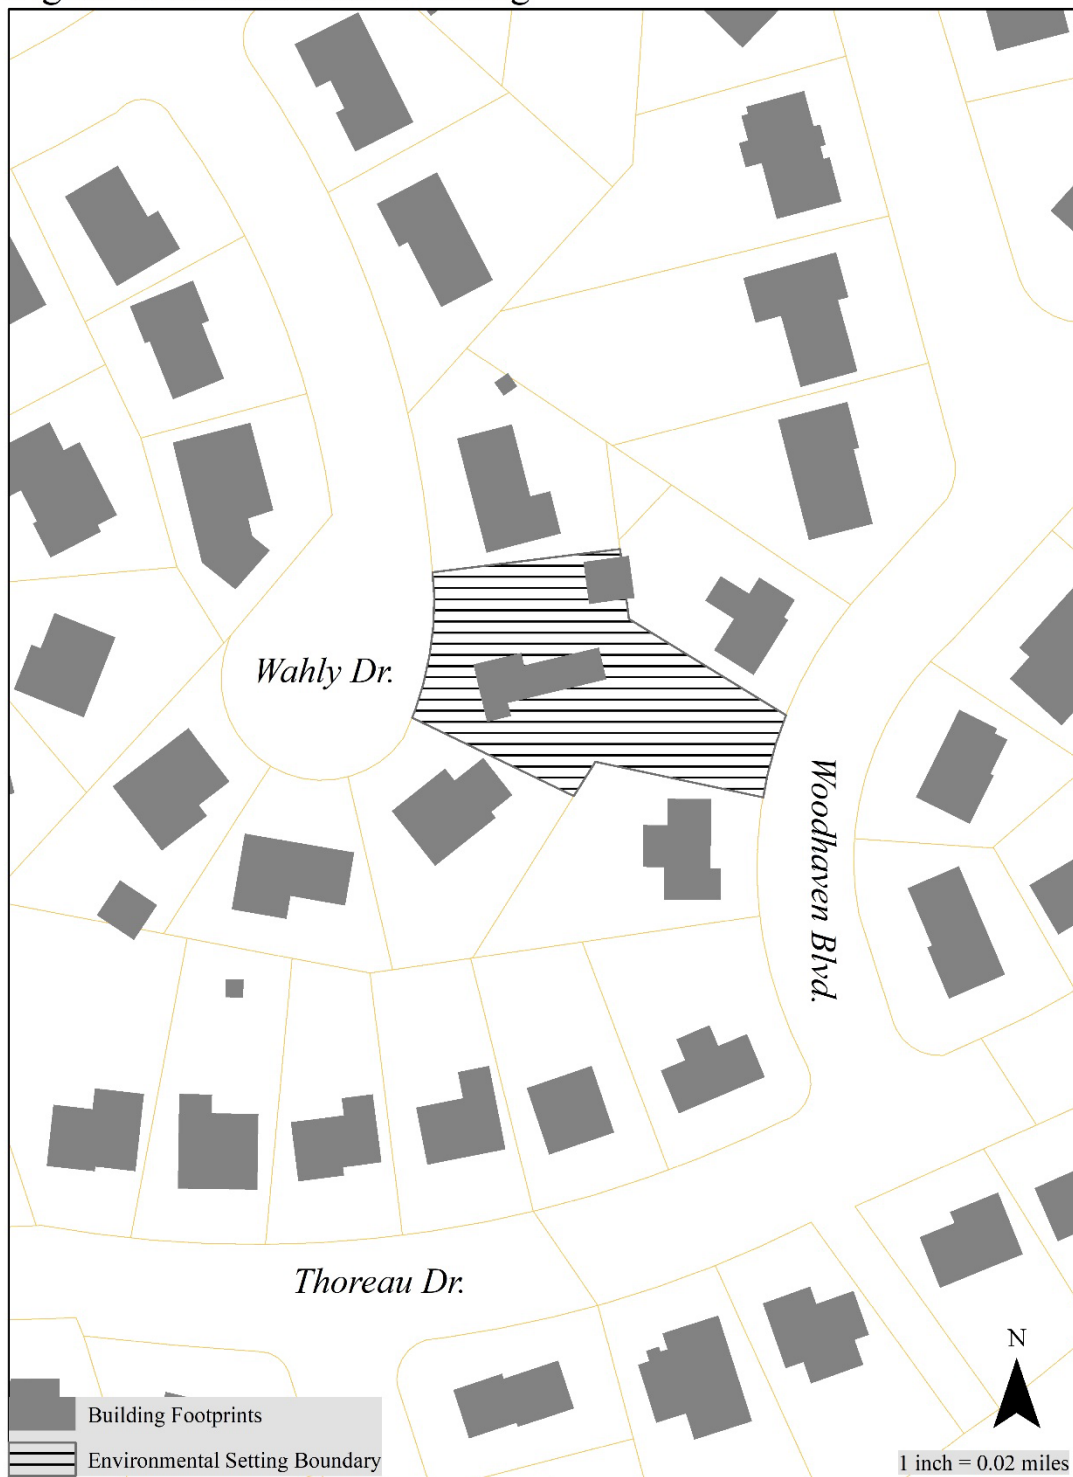 Wahly Dr.
Woodhaven Blvd.
Thoreau Dr.
N
Building Footprints
Environmental Setting Boundary
1 inch = 0.02 miles